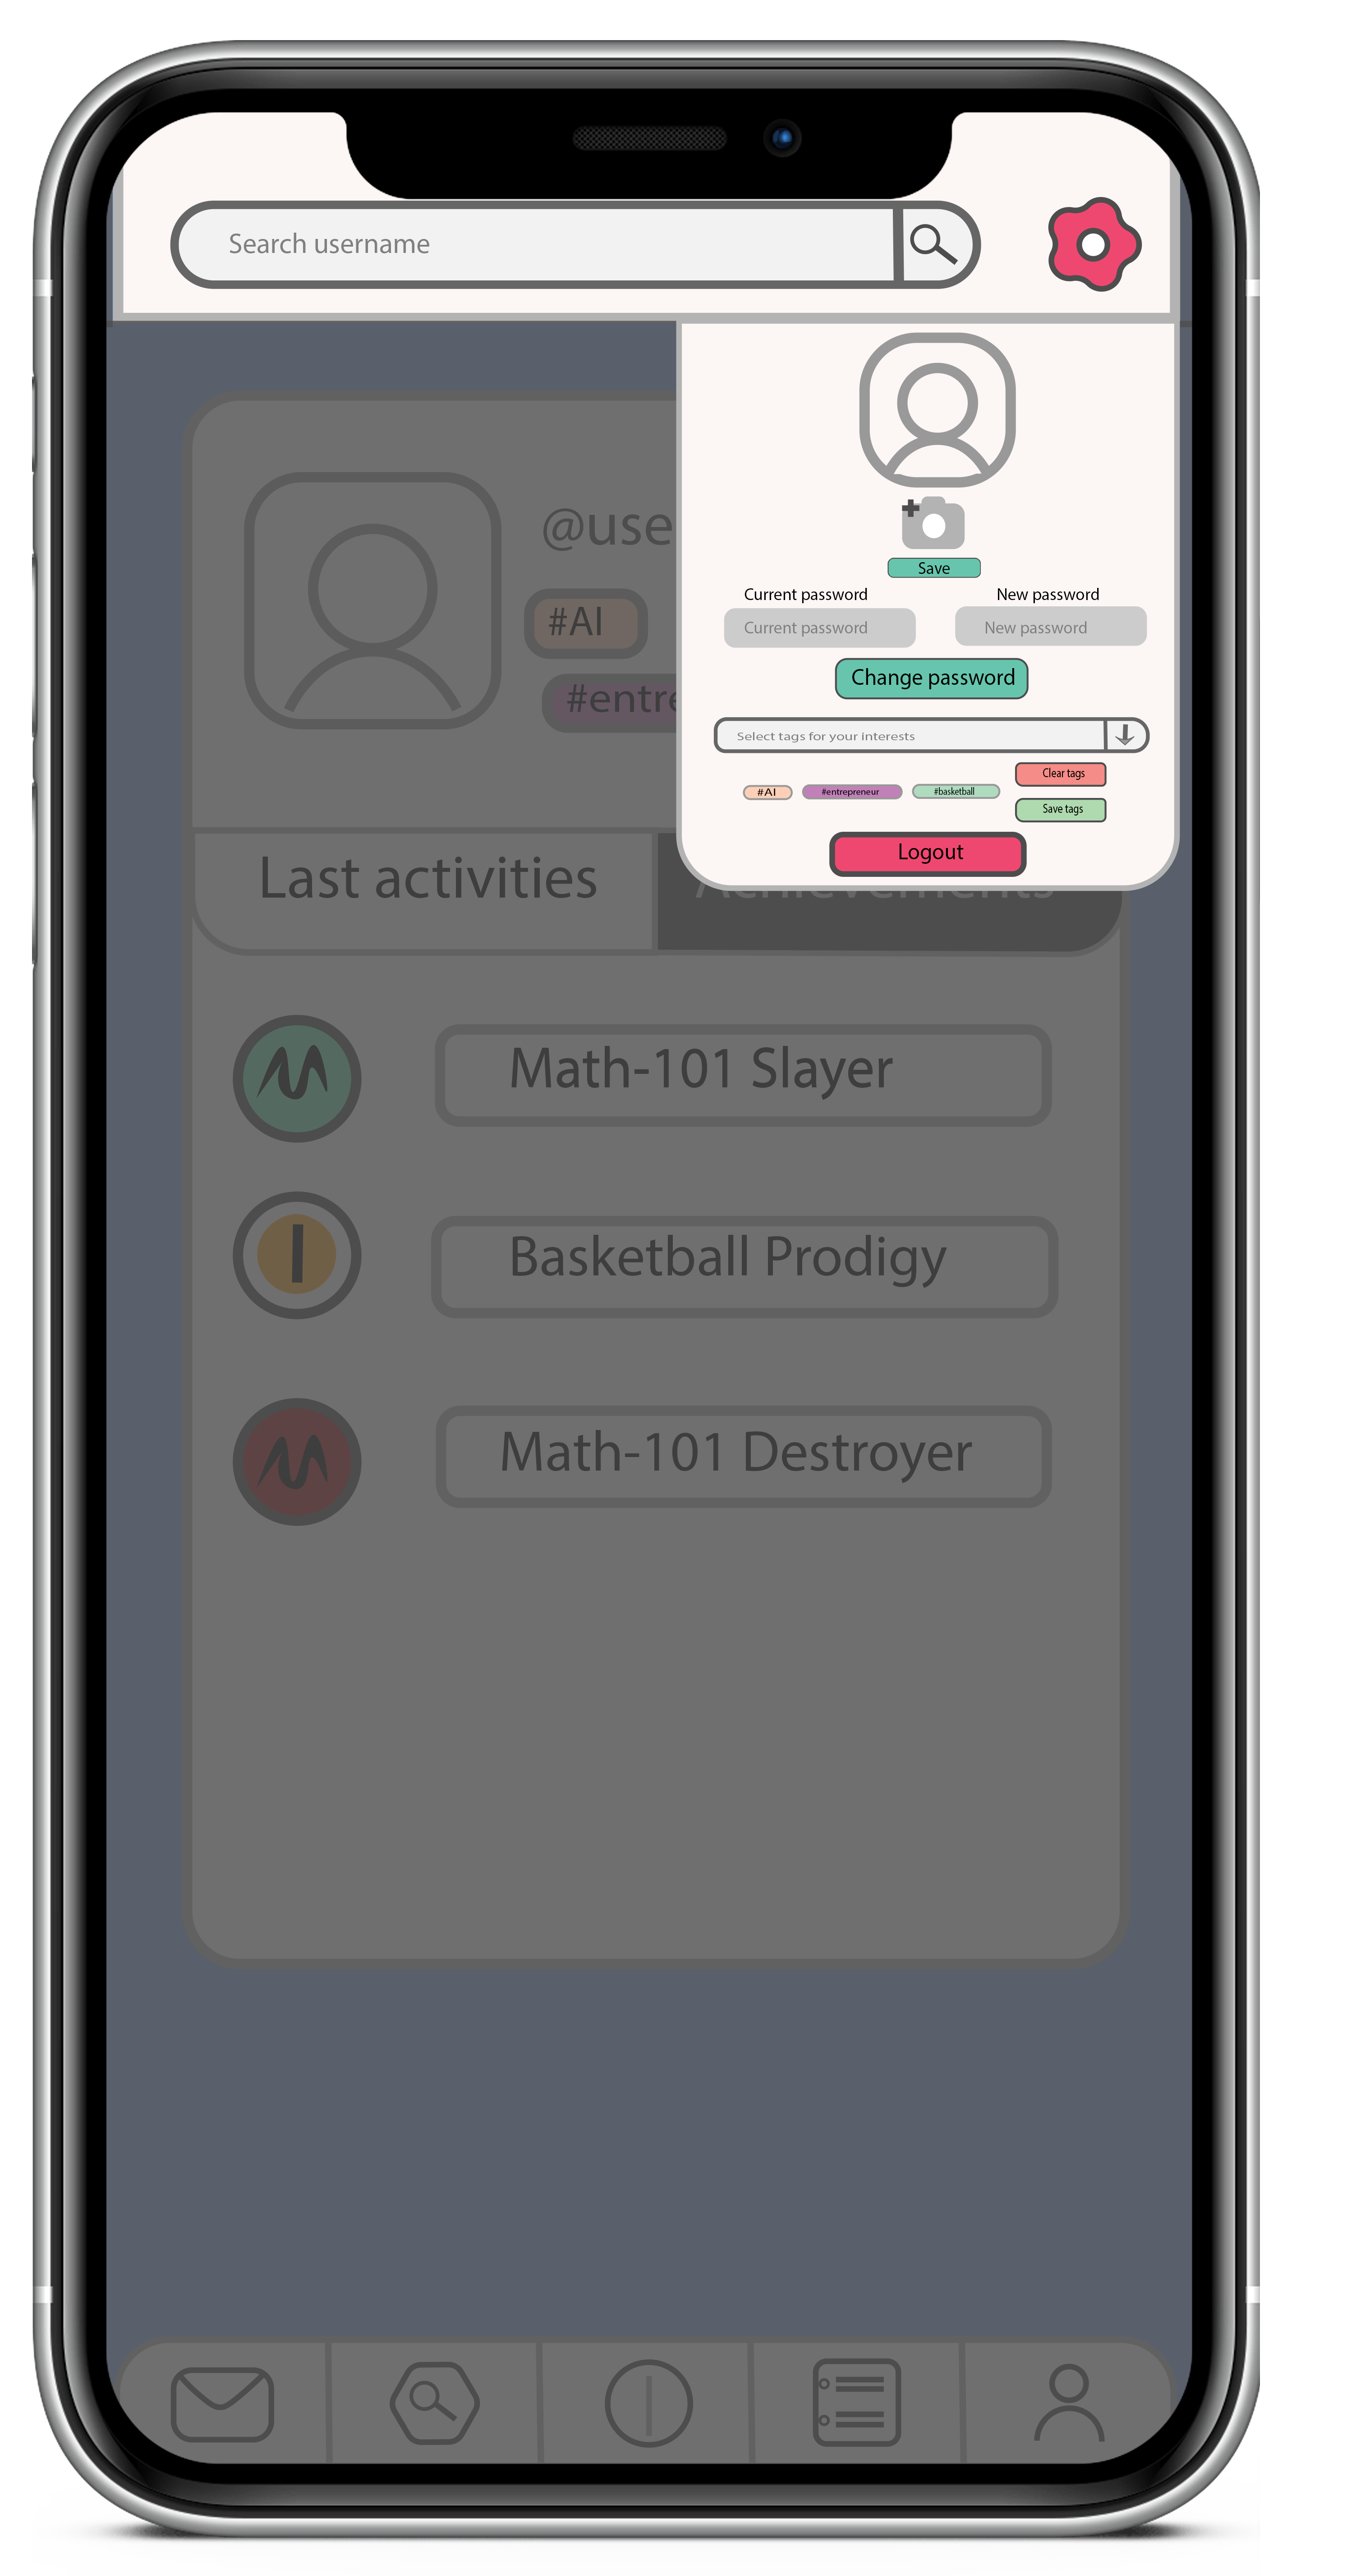 Search username
@use
#AI
#entre
Save
Current password New password
Current password New password
Change password
Select tags for your interests
#AI #entrepreneur #basketball
Clear tags
Save tags
Logout
Last activities Achievements
Math-101 Slayer
Basketball Prodigy
Math-101 Destroyer